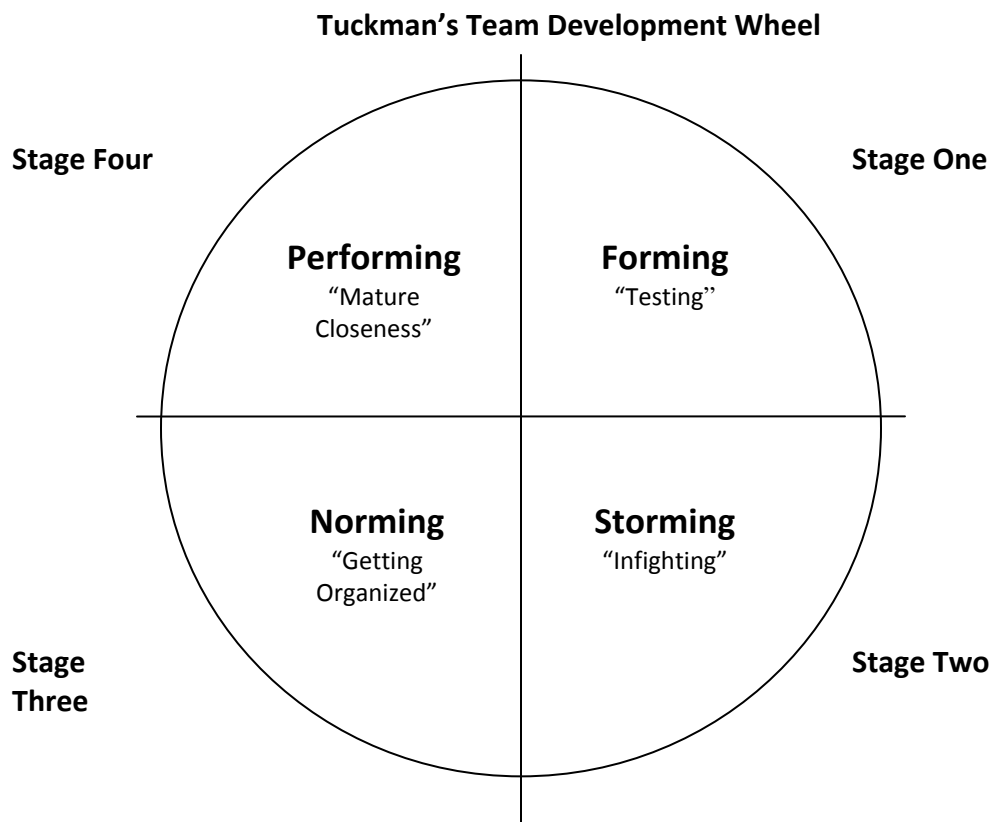 Tuckman’s Team Development Wheel
Stage Four
Stage One
Performing
“Mature
Closeness”
Forming
“Testing”
Norming
“Getting
Organized”
Storming
“Infighting”
Stage
Three
Stage Two